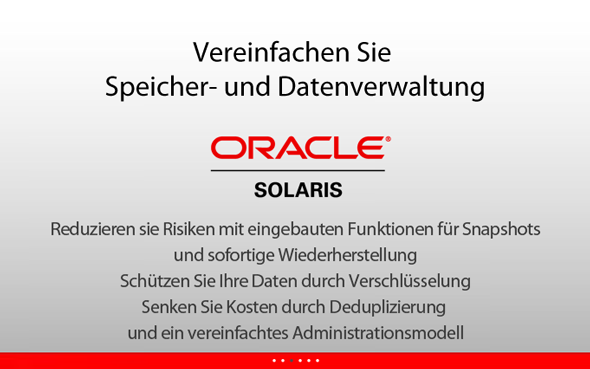 Vereinfachen Sie
Speicher- und Datenverwaltung
ORACLE®
SOLARIS
Reduzieren sie Risiken mit eingebauten Funktionen für Snapshots
und sofortige Wiederherstellung
Schützen Sie Ihre Daten durch Verschlüsselung
Senken Sie Kosten durch Deduplizierung
und ein vereinfachtes Administrationsmodell